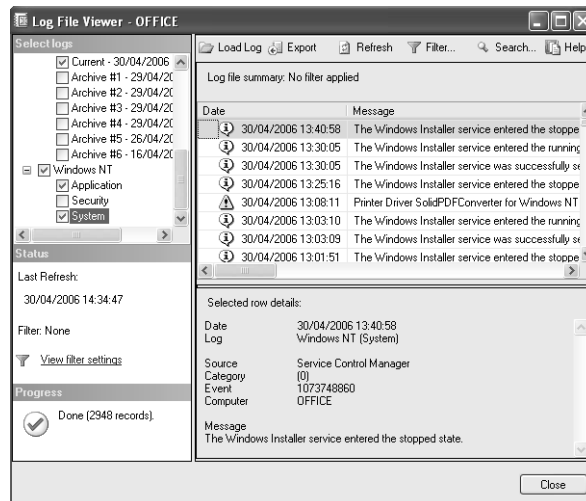 Log File Viewer - OFFICE
Select logs
Current - 30/04/2006
Archive #1 - 29/04/20
Archive #2 - 29/04/20
Archive #3 - 29/04/20
Archive #4 - 29/04/20
Archive #5 - 26/04/20
Archive #6 - 16/04/20
Windows NT
Application
Security
System
Status
Last Refresh:
30/04/2006 14:34:47
Filter: None
View filter settings
Progress
Done (2948 records).
Load Log Export Refresh Filter... Search... Help
Log file summary: No filter applied
Date Message
30/04/2006 13:40:58 The Windows Installer service entered the stoppe
30/04/2006 13:30:05 The Windows Installer service entered the running
30/04/2006 13:30:05 The Windows Installer service was successfully se
30/04/2006 13:25:16 The Windows Installer service entered the stoppe
30/04/2006 13:08:11 Printer Driver SolidPDFConverter for Windows NT
30/04/2006 13:03:10 The Windows Installer service entered the running
30/04/2006 13:03:09 The Windows Installer service was successfully se
30/04/2006 13:01:51 The Windows Installer service entered the stoppe
Selected row details:
Date 30/04/2006 13:40:58
Log Windows NT (System)
Source Service Control Manager
Category (0)
Event 1073748860
Computer OFFICE
Message
The Windows Installer service entered the stopped state.
Close